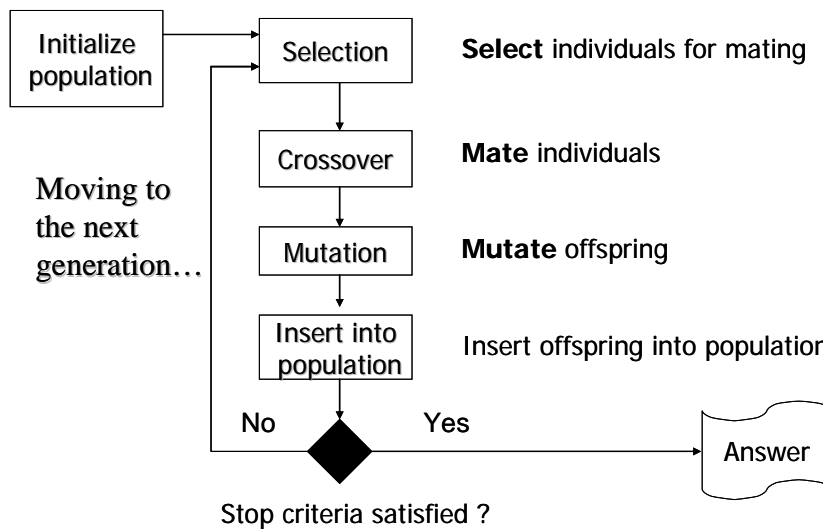 Initialize
population
Selection
Select individuals for mating
Crossover
Mate individuals
Moving to
the next
generation…
Mutation
Mutate offspring
Insert into
population
Insert offspring into population
No
Yes
Answer
Stop criteria satisfied ?